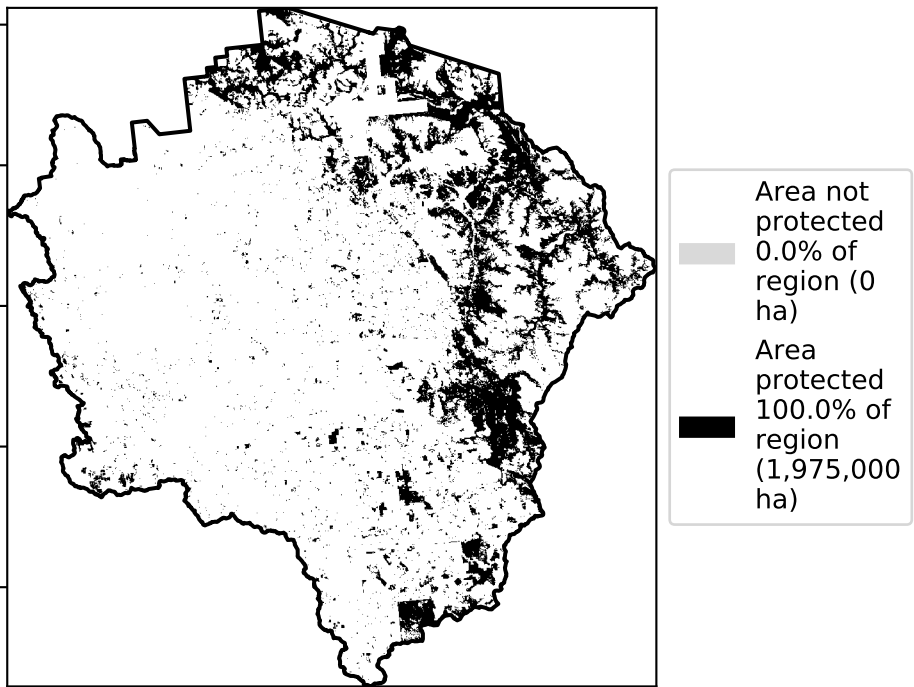 Area not
protected
0.0% of
region (0
ha)
Area
protected
100.0% of
region
(1,975,000
ha)